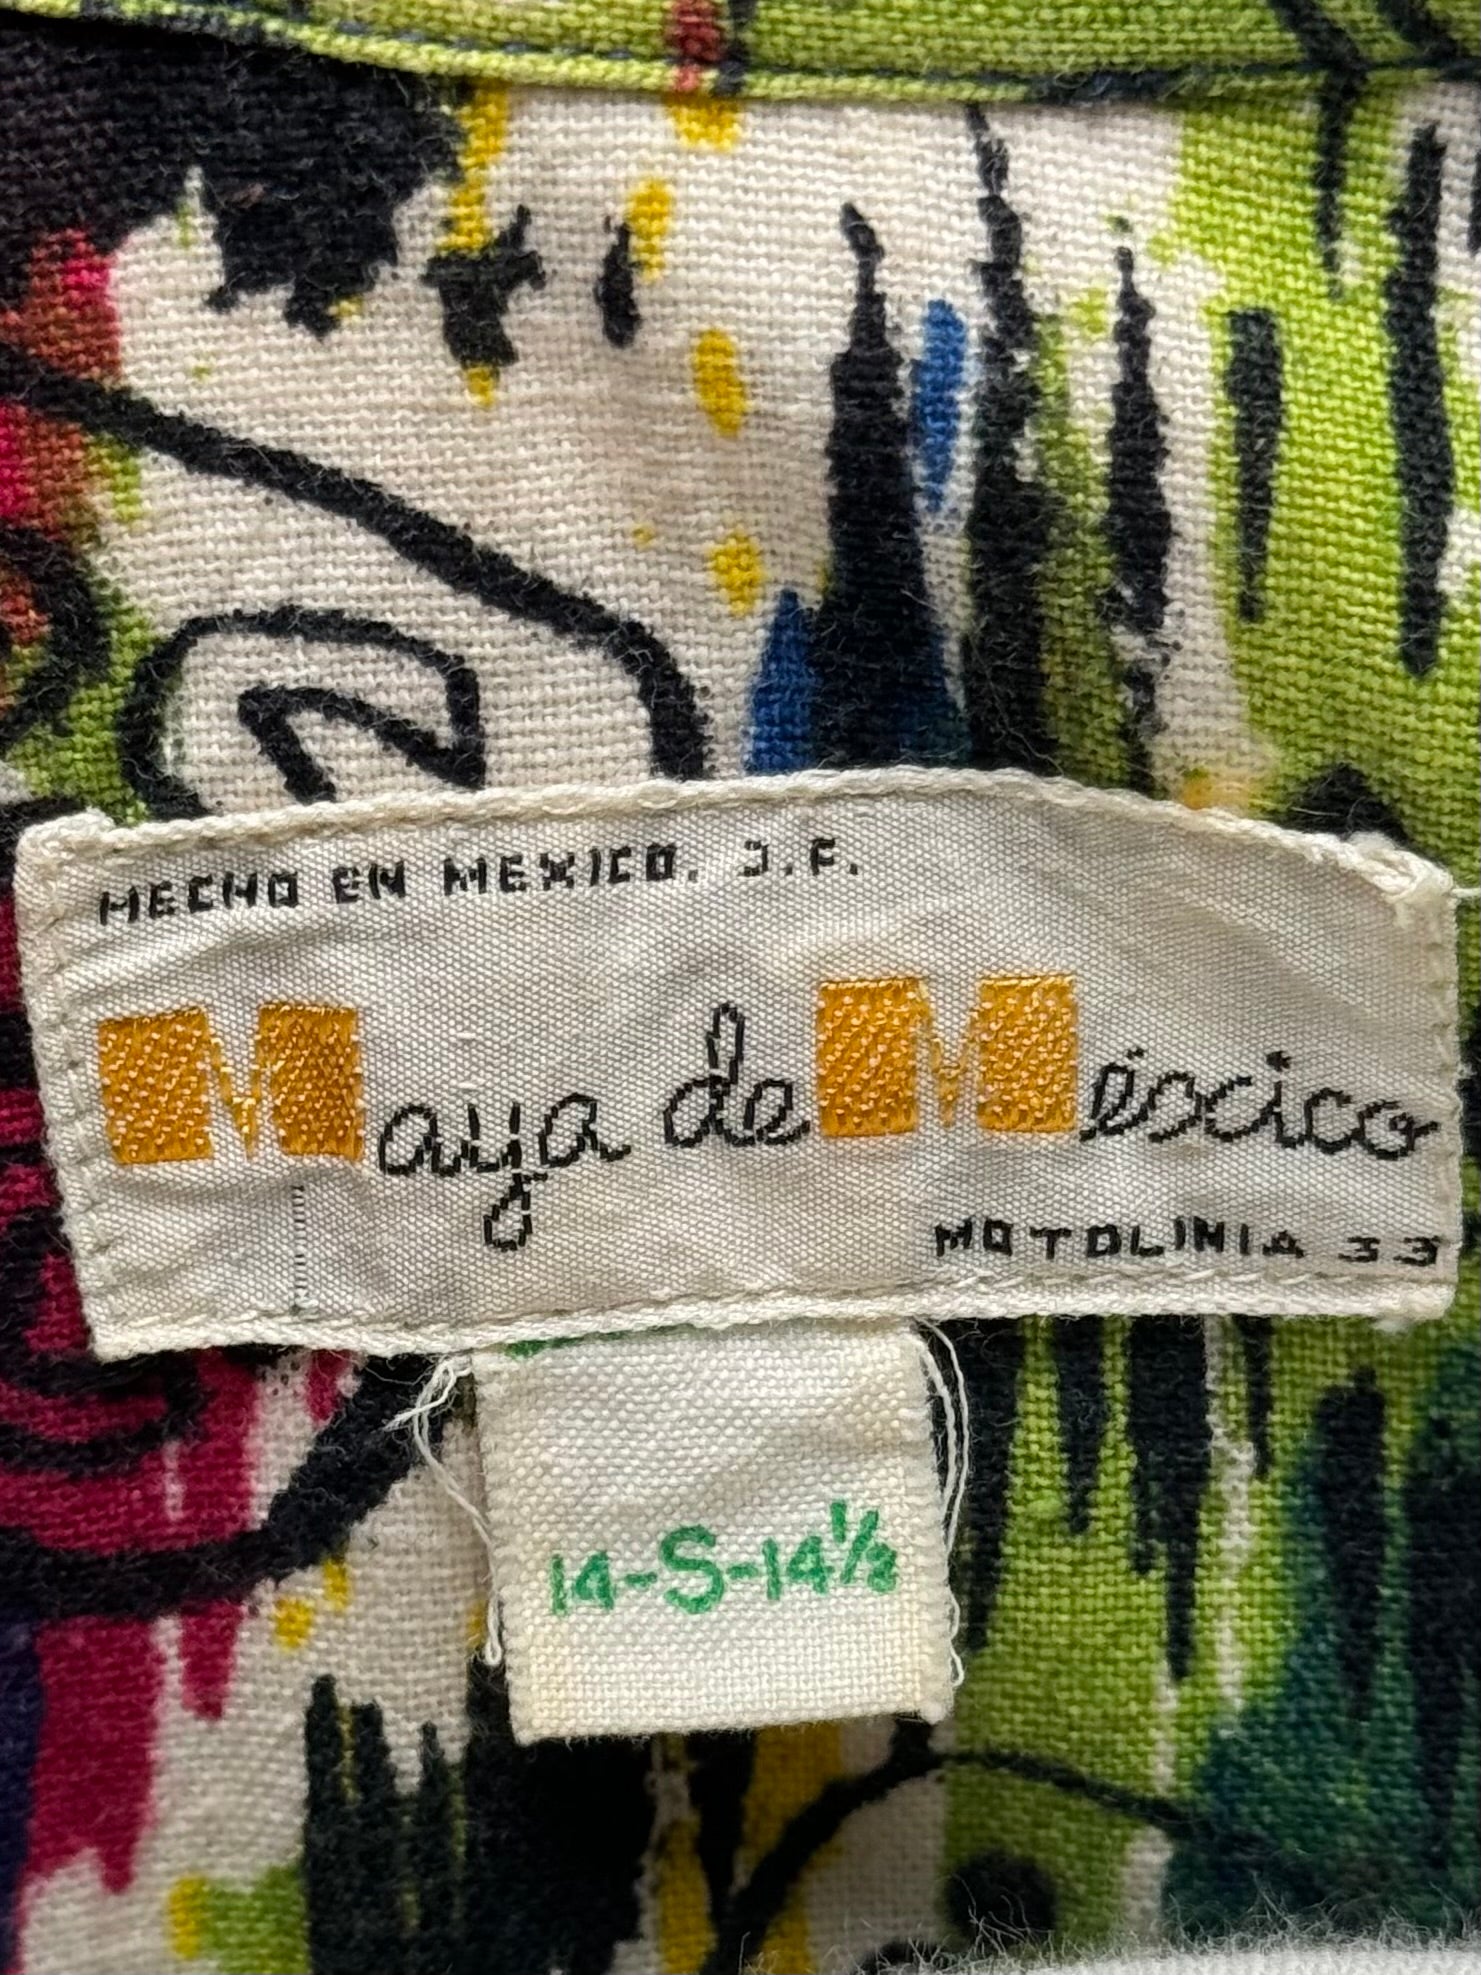 HECHO EN MEXICO, J.F.
Maya de México
MOTOLINIA 33
14-S-14½